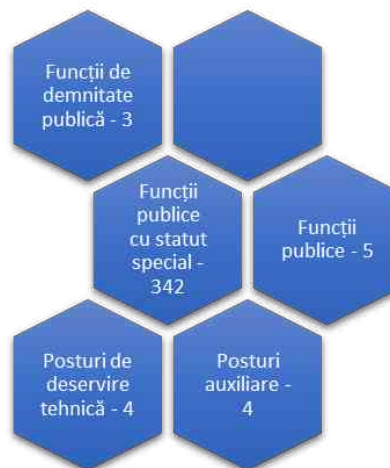 Funcții de
demnitate
publică - 3
Funcții
publice
cu statut
special -
342
Funcții
publice - 5
Posturi de
deservire
tehnică - 4
Posturi
auxiliare -
4